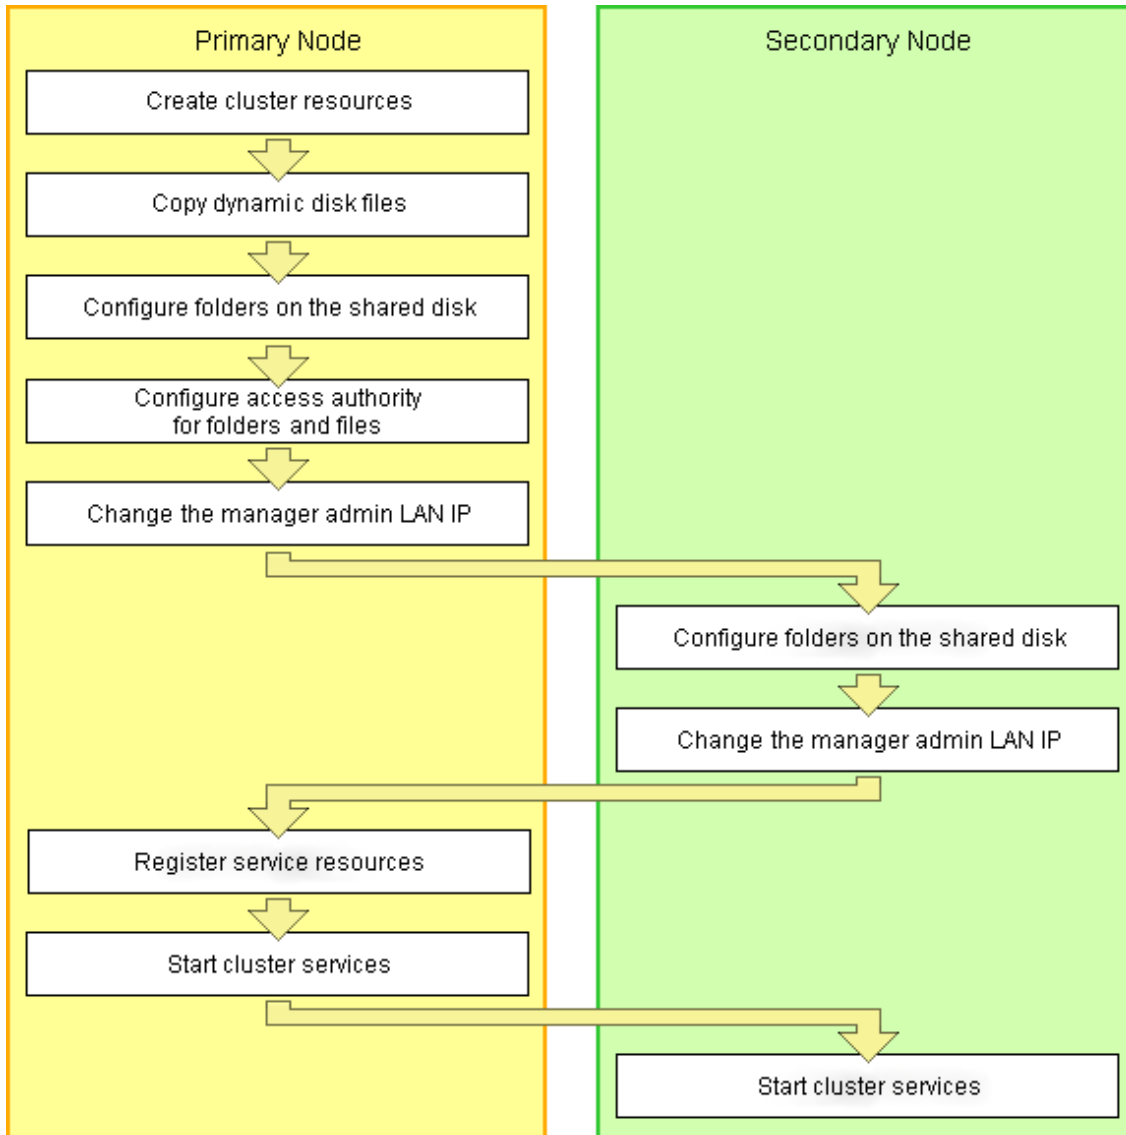 Primary Node
Secondary Node
Create cluster resources
Copy dynamic disk files
Configure folders on the shared disk
Configure access authority
for folders and files
Change the manager admin LAN IP
Configure folders on the shared disk
Change the manager admin LAN IP
Register service resources
Start cluster services
Start cluster services